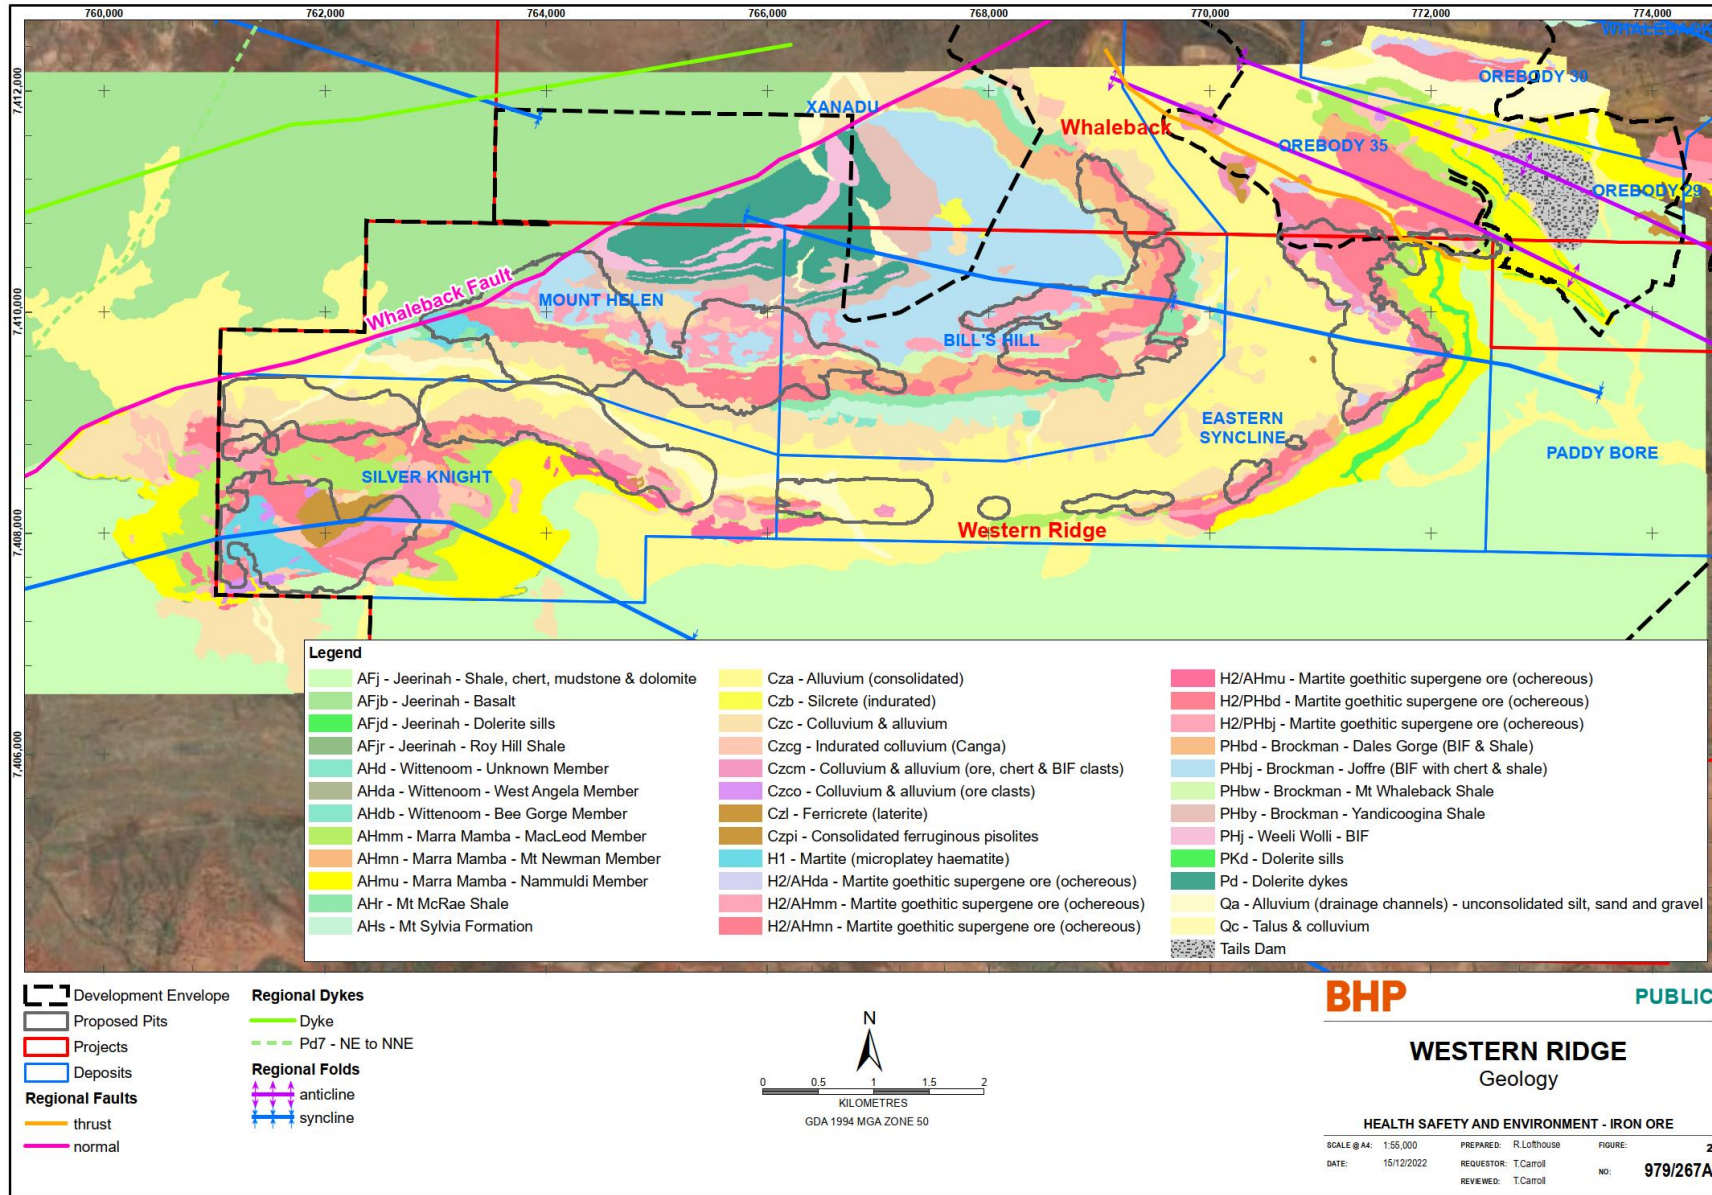 760,000
762,000
764,000
766,000
768,000
770,000
772,000
774,000
7,412,000
7,410,000
7,408,000
7,406,000
WHALEBACK
OREBODY 30
XANADU
Whaleback
OREBODY 35
OREBODY 29
Whaleback Fault
MOUNT HELEN
BILL'S HILL
EASTERN
SYNCLINE
PADDY BORE
SILVER KNIGHT
Western Ridge
Legend
AFj - Jeerinah - Shale, chert, mudstone & dolomite
AFjb - Jeerinah - Basalt
AFjd - Jeerinah - Dolerite sills
AFjr - Jeerinah - Roy Hill Shale
AHd - Wittenoom - Unknown Member
AHda - Wittenoom - West Angela Member
AHdb - Wittenoom - Bee Gorge Member
AHmm - Marra Mamba - MacLeod Member
AHmn - Marra Mamba - Mt Newman Member
AHmu - Marra Mamba - Nammuldi Member
AHr - Mt McRae Shale
AHs - Mt Sylvia Formation
Cza - Alluvium (consolidated)
Czb - Silcrete (indurated)
Czc - Colluvium & alluvium
Czcg - Indurated colluvium (Canga)
Czcm - Colluvium & alluvium (ore, chert & BIF clasts)
Czco - Colluvium & alluvium (ore clasts)
Czl - Ferricrete (laterite)
Czpi - Consolidated ferruginous pisolites
H1 - Martite (microplatey haematite)
H2/AHda - Martite goethitic supergene ore (ochereous)
H2/AHmm - Martite goethitic supergene ore (ochereous)
H2/AHmn - Martite goethitic supergene ore (ochereous)
H2/AHmu - Martite goethitic supergene ore (ochereous)
H2/PHbd - Martite goethitic supergene ore (ochereous)
H2/PHbj - Martite goethitic supergene ore (ochereous)
PHbd - Brockman - Dales Gorge (BIF & Shale)
PHbj - Brockman - Joffre (BIF with chert & shale)
PHbw - Brockman - Mt Whaleback Shale
PHby - Brockman - Yandicoogina Shale
PHj - Weeli Wolli - BIF
PKd - Dolerite sills
Pd - Dolerite dykes
Qa - Alluvium (drainage channels) - unconsolidated silt, sand and gravel
Qc - Talus & colluvium
Tails Dam
Development Envelope
Proposed Pits
Projects
Deposits
Regional Faults
thrust
normal
Regional Dykes
Dyke
Pd7 - NE to NNE
Regional Folds
anticline
syncline
N
0 0.5 1 1.5 2
KILOMETRES
GDA 1994 MGA ZONE 50
BHP
PUBLIC
WESTERN RIDGE
Geology
HEALTH SAFETY AND ENVIRONMENT - IRON ORE
SCALE @ A4: 1:55,000 PREPARED: R.Lofthouse FIGURE: 2
DATE: 15/12/2022 REQUESTOR: T.Carroll NO: 979/267A
REVIEWED: T.Carroll